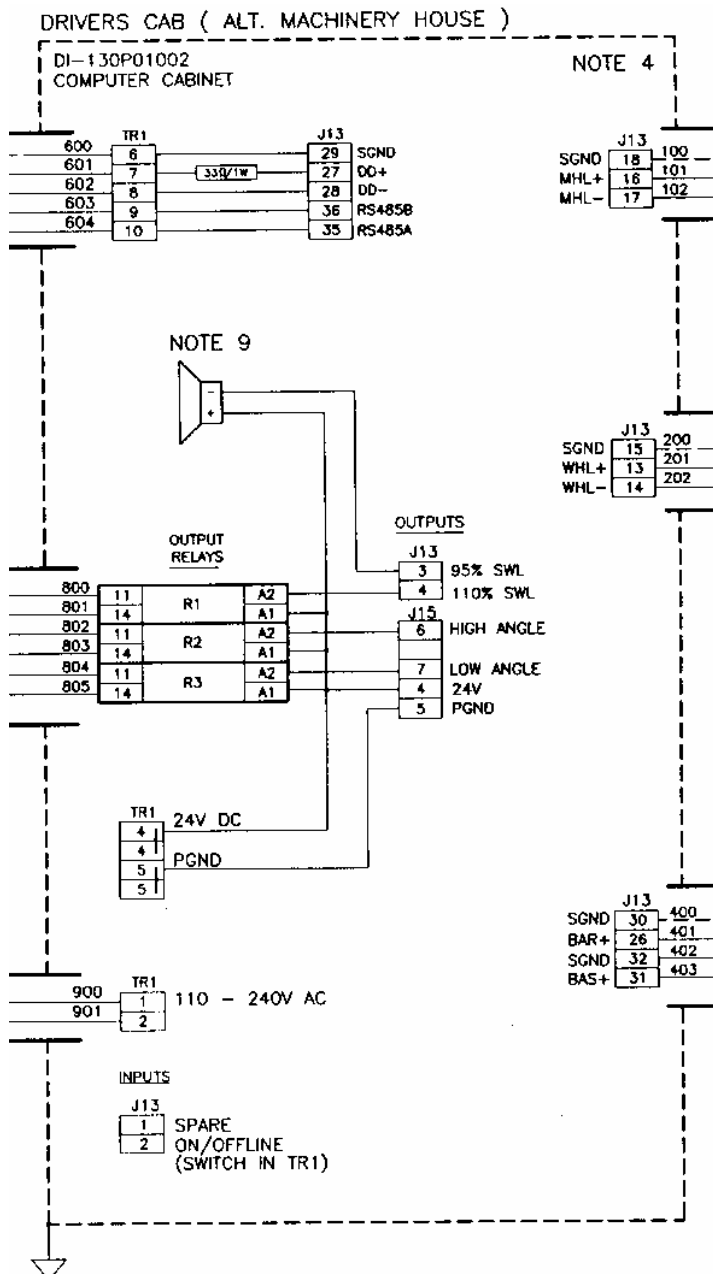 DRIVERS CAB ( ALT. MACHINERY HOUSE )
DI-130P01002
COMPUTER CABINET
NOTE 4
TR1
J13
600 6 29 SGND
601 7 33Ω/1W 27 DD+
602 8 28 DD-
603 9 36 RS485B
604 10 35 RS485A
J13
SGND 18 100
MHL+ 16 101
MHL- 17 102
NOTE 9
-
+
J13
SGND 15 200
WHL+ 13 201
WHL- 14 202
OUTPUTS
OUTPUT
RELAYS
J13
3 95% SWL
4 110% SWL
J15
6 HIGH ANGLE
7 LOW ANGLE
4 24V
5 PGND
800 11 R1 A2
801 14 A1
802 11 R2 A2
803 14 A1
804 11 R3 A2
805 14 A1
TR1
4 24V DC
4
5 PGND
5
J13
SGND 30 400
BAR+ 26 401
SGND 32 402
BAS+ 31 403
TR1
900 1 110 - 240V AC
901 2
INPUTS
J13
1 SPARE
2 ON/OFFLINE
(SWITCH IN TR1)